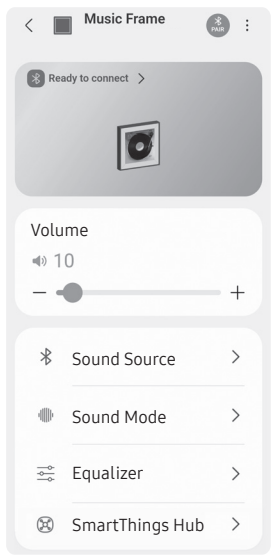 Music Frame
PAIR
Ready to connect
Volume
10
Sound Source
Sound Mode
Equalizer
SmartThings Hub